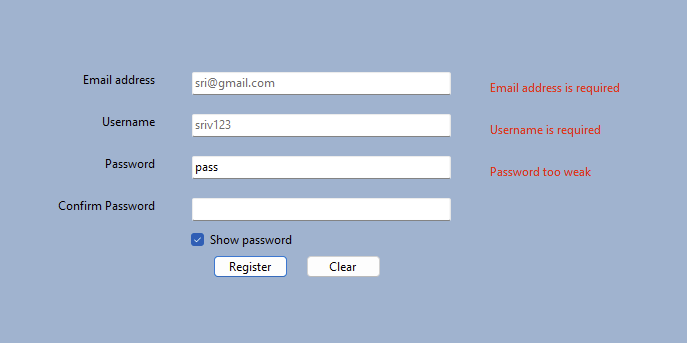 Email address sri@gmail.com Email address is required
Username sriv123 Username is required
Password pass Password too weak
Confirm Password
Show password
Register Clear